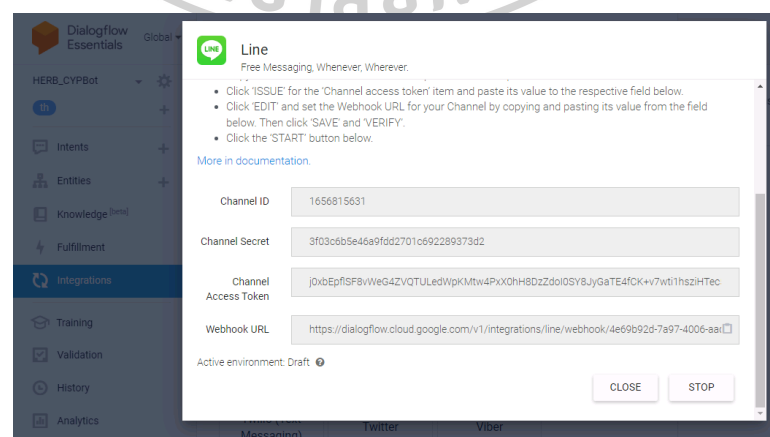 Dialogflow
Essentials
Global
HERB_CYPBot
th
Intents
Entities
Knowledge [beta]
Fulfillment
Integrations
Training
Validation
History
Analytics
LINE
Line
Free Messaging, Whenever, Wherever.
• Click 'ISSUE' for the 'Channel access token' item and paste its value to the respective field below.
• Click 'EDIT' and set the Webhook URL for your Channel by copying and pasting its value from the field
below. Then click 'SAVE' and 'VERIFY'.
• Click the 'START' button below.
More in documentation.
Channel ID 1656815631
Channel Secret 3f03c6b5e46a9fdd2701c692289373d2
Channel
Access Token j0xbEpflSF8vWeG4ZVQTULedWpKMtw4PxX0hH8DzZdoI0SY8JyGaTE4fCK+v7wti1hsziHTec
Webhook URL https://dialogflow.cloud.google.com/v1/integrations/line/webhook/4e69b92d-7a97-4006-aa
Active environment: Draft
CLOSE STOP
Twitter Viber
Messaging)